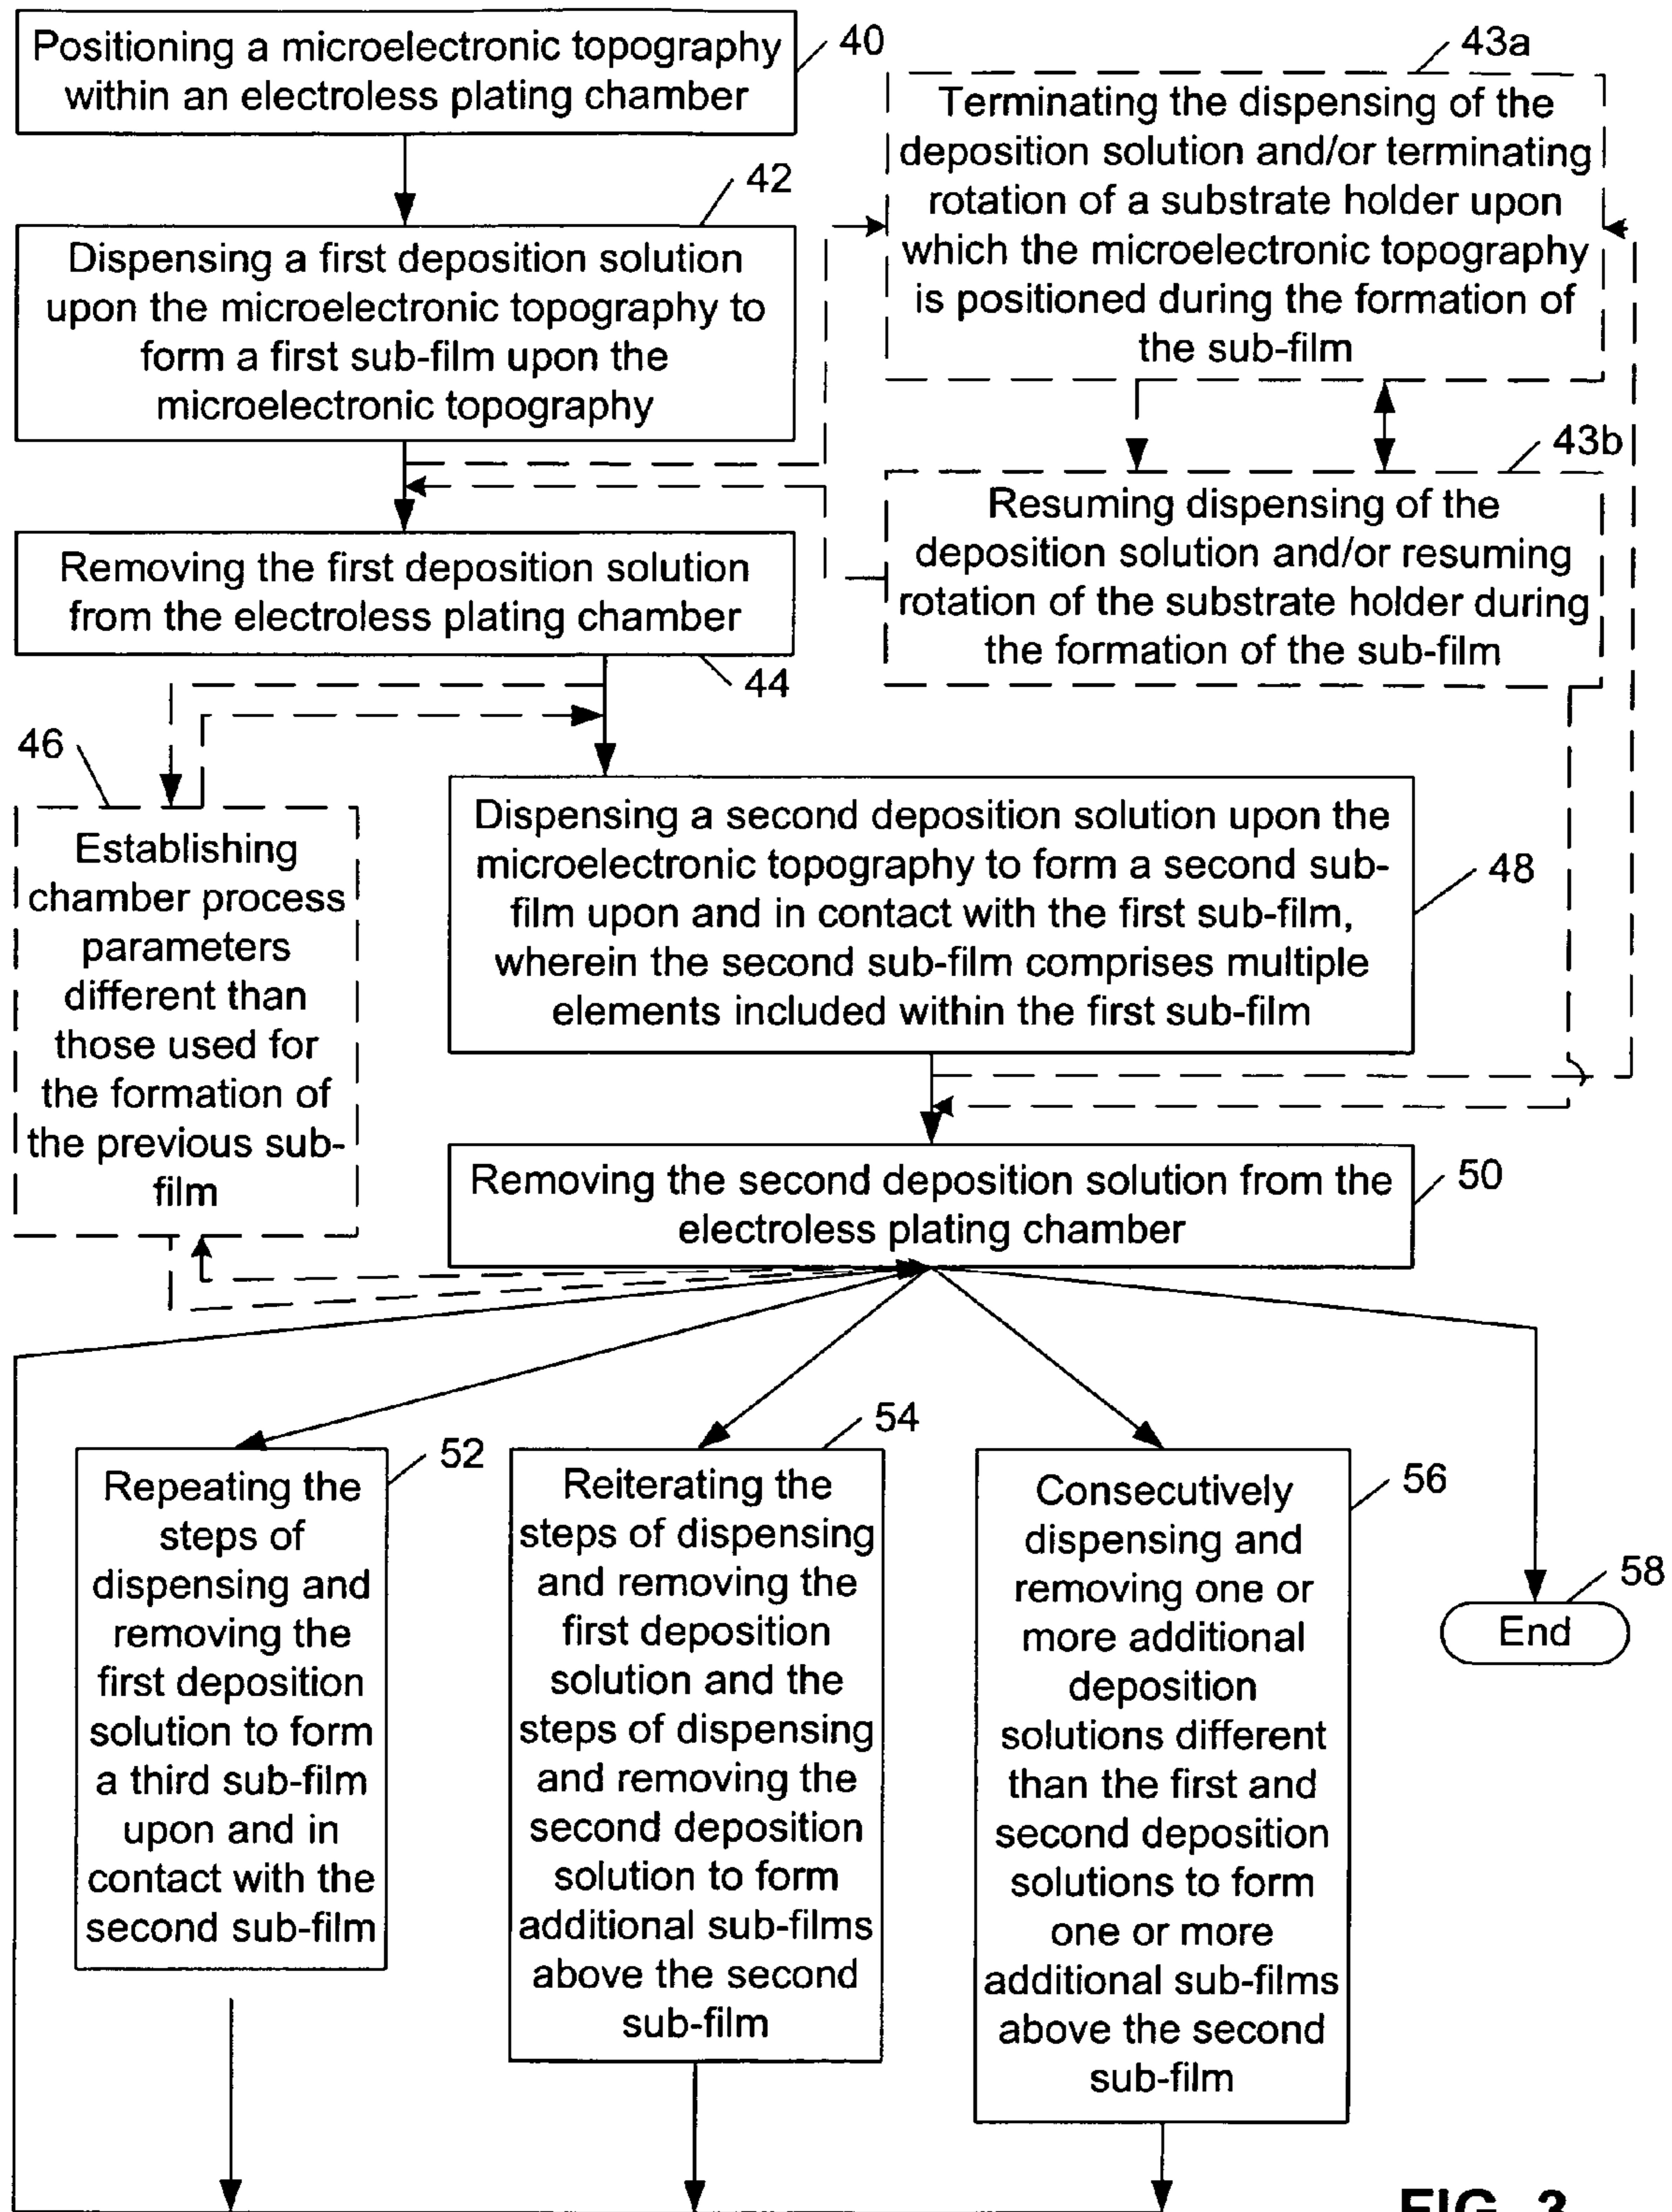 Positioning a microelectronic topography
within an electroless plating chamber
40
42
Dispensing a first deposition solution
upon the microelectronic topography to
form a first sub-film upon the
microelectronic topography
43a
Terminating the dispensing of the
deposition solution and/or terminating
rotation of a substrate holder upon
which the microelectronic topography
is positioned during the formation of
the sub-film
43b
Resuming dispensing of the
deposition solution and/or resuming
rotation of the substrate holder during
the formation of the sub-film
Removing the first deposition solution
from the electroless plating chamber
44
46
Establishing
chamber process
parameters
different than
those used for
the formation of
the previous sub-
film
Dispensing a second deposition solution upon the
microelectronic topography to form a second sub-
film upon and in contact with the first sub-film,
wherein the second sub-film comprises multiple
elements included within the first sub-film
48
Removing the second deposition solution from the
electroless plating chamber
50
52
Repeating the
steps of
dispensing and
removing the
first deposition
solution to form
a third sub-film
upon and in
contact with the
second sub-film
54
Reiterating the
steps of dispensing
and removing the
first deposition
solution and the
steps of dispensing
and removing the
second deposition
solution to form
additional sub-films
above the second
sub-film
56
Consecutively
dispensing and
removing one or
more additional
deposition
solutions different
than the first and
second deposition
solutions to form
one or more
additional sub-films
above the second
sub-film
58
End
FIG. 3